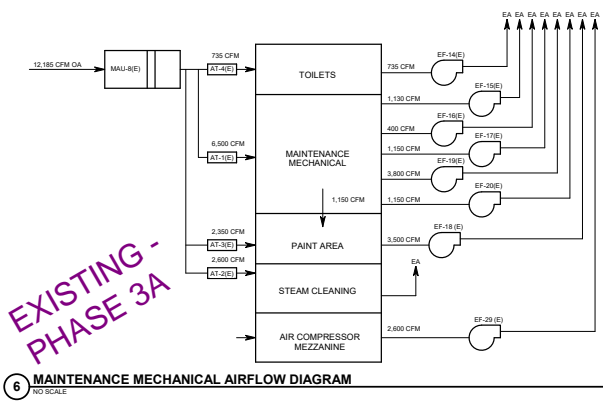 EA EA EA EA EA EA EA EA
735 CFM
12,185 CFM OA
MAU-8(E)
AT-4(E)
TOILETS
735 CFM
EF-14(E)
1,130 CFM
EF-15(E)
400 CFM
EF-16(E)
6,500 CFM
AT-1(E)
MAINTENANCE
MECHANICAL
1,150 CFM
EF-17(E)
3,800 CFM
EF-19(E)
1,150 CFM
EF-20(E)
1,150 CFM
2,350 CFM
AT-3(E)
PAINT AREA
3,500 CFM
EF-18 (E)
2,600 CFM
AT-2(E)
EA
STEAM CLEANING
AIR COMPRESSOR
MEZZANINE
2,600 CFM
EF-29 (E)
EXISTING -
PHASE 3A
6 MAINTENANCE MECHANICAL AIRFLOW DIAGRAM
NO SCALE